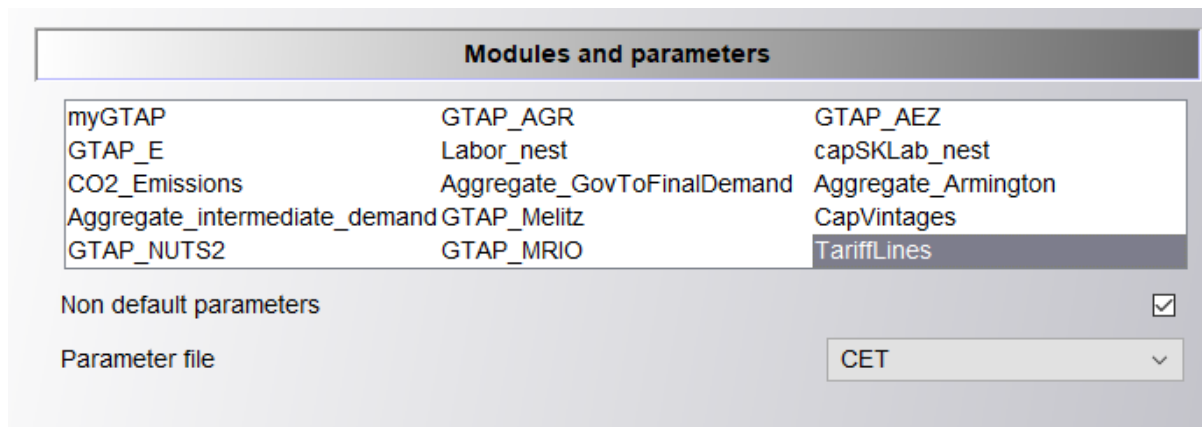 Modules and parameters
myGTAP GTAP_AGR GTAP_AEZ
GTAP_E Labor_nest capSKLab_nest
CO2_Emissions Aggregate_GovToFinalDemand Aggregate_Armington
Aggregate_intermediate_demand GTAP_Melitz CapVintages
GTAP_NUTS2 GTAP_MRIO TariffLines
Non default parameters
Parameter file CET